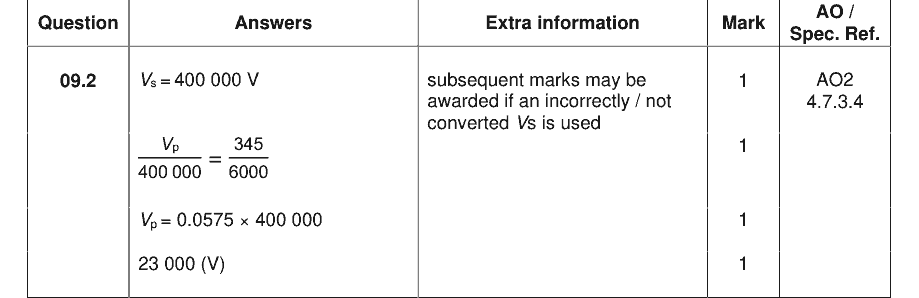 Question Answers Extra information Mark AO /
Spec. Ref.
09.2 Vs = 400 000 V subsequent marks may be 1 AO2
awarded if an incorrectly / not 4.7.3.4
converted Vs is used
Vp / 400 000 = 345 / 6000 1
Vp = 0.0575 × 400 000 1
23 000 (V) 1